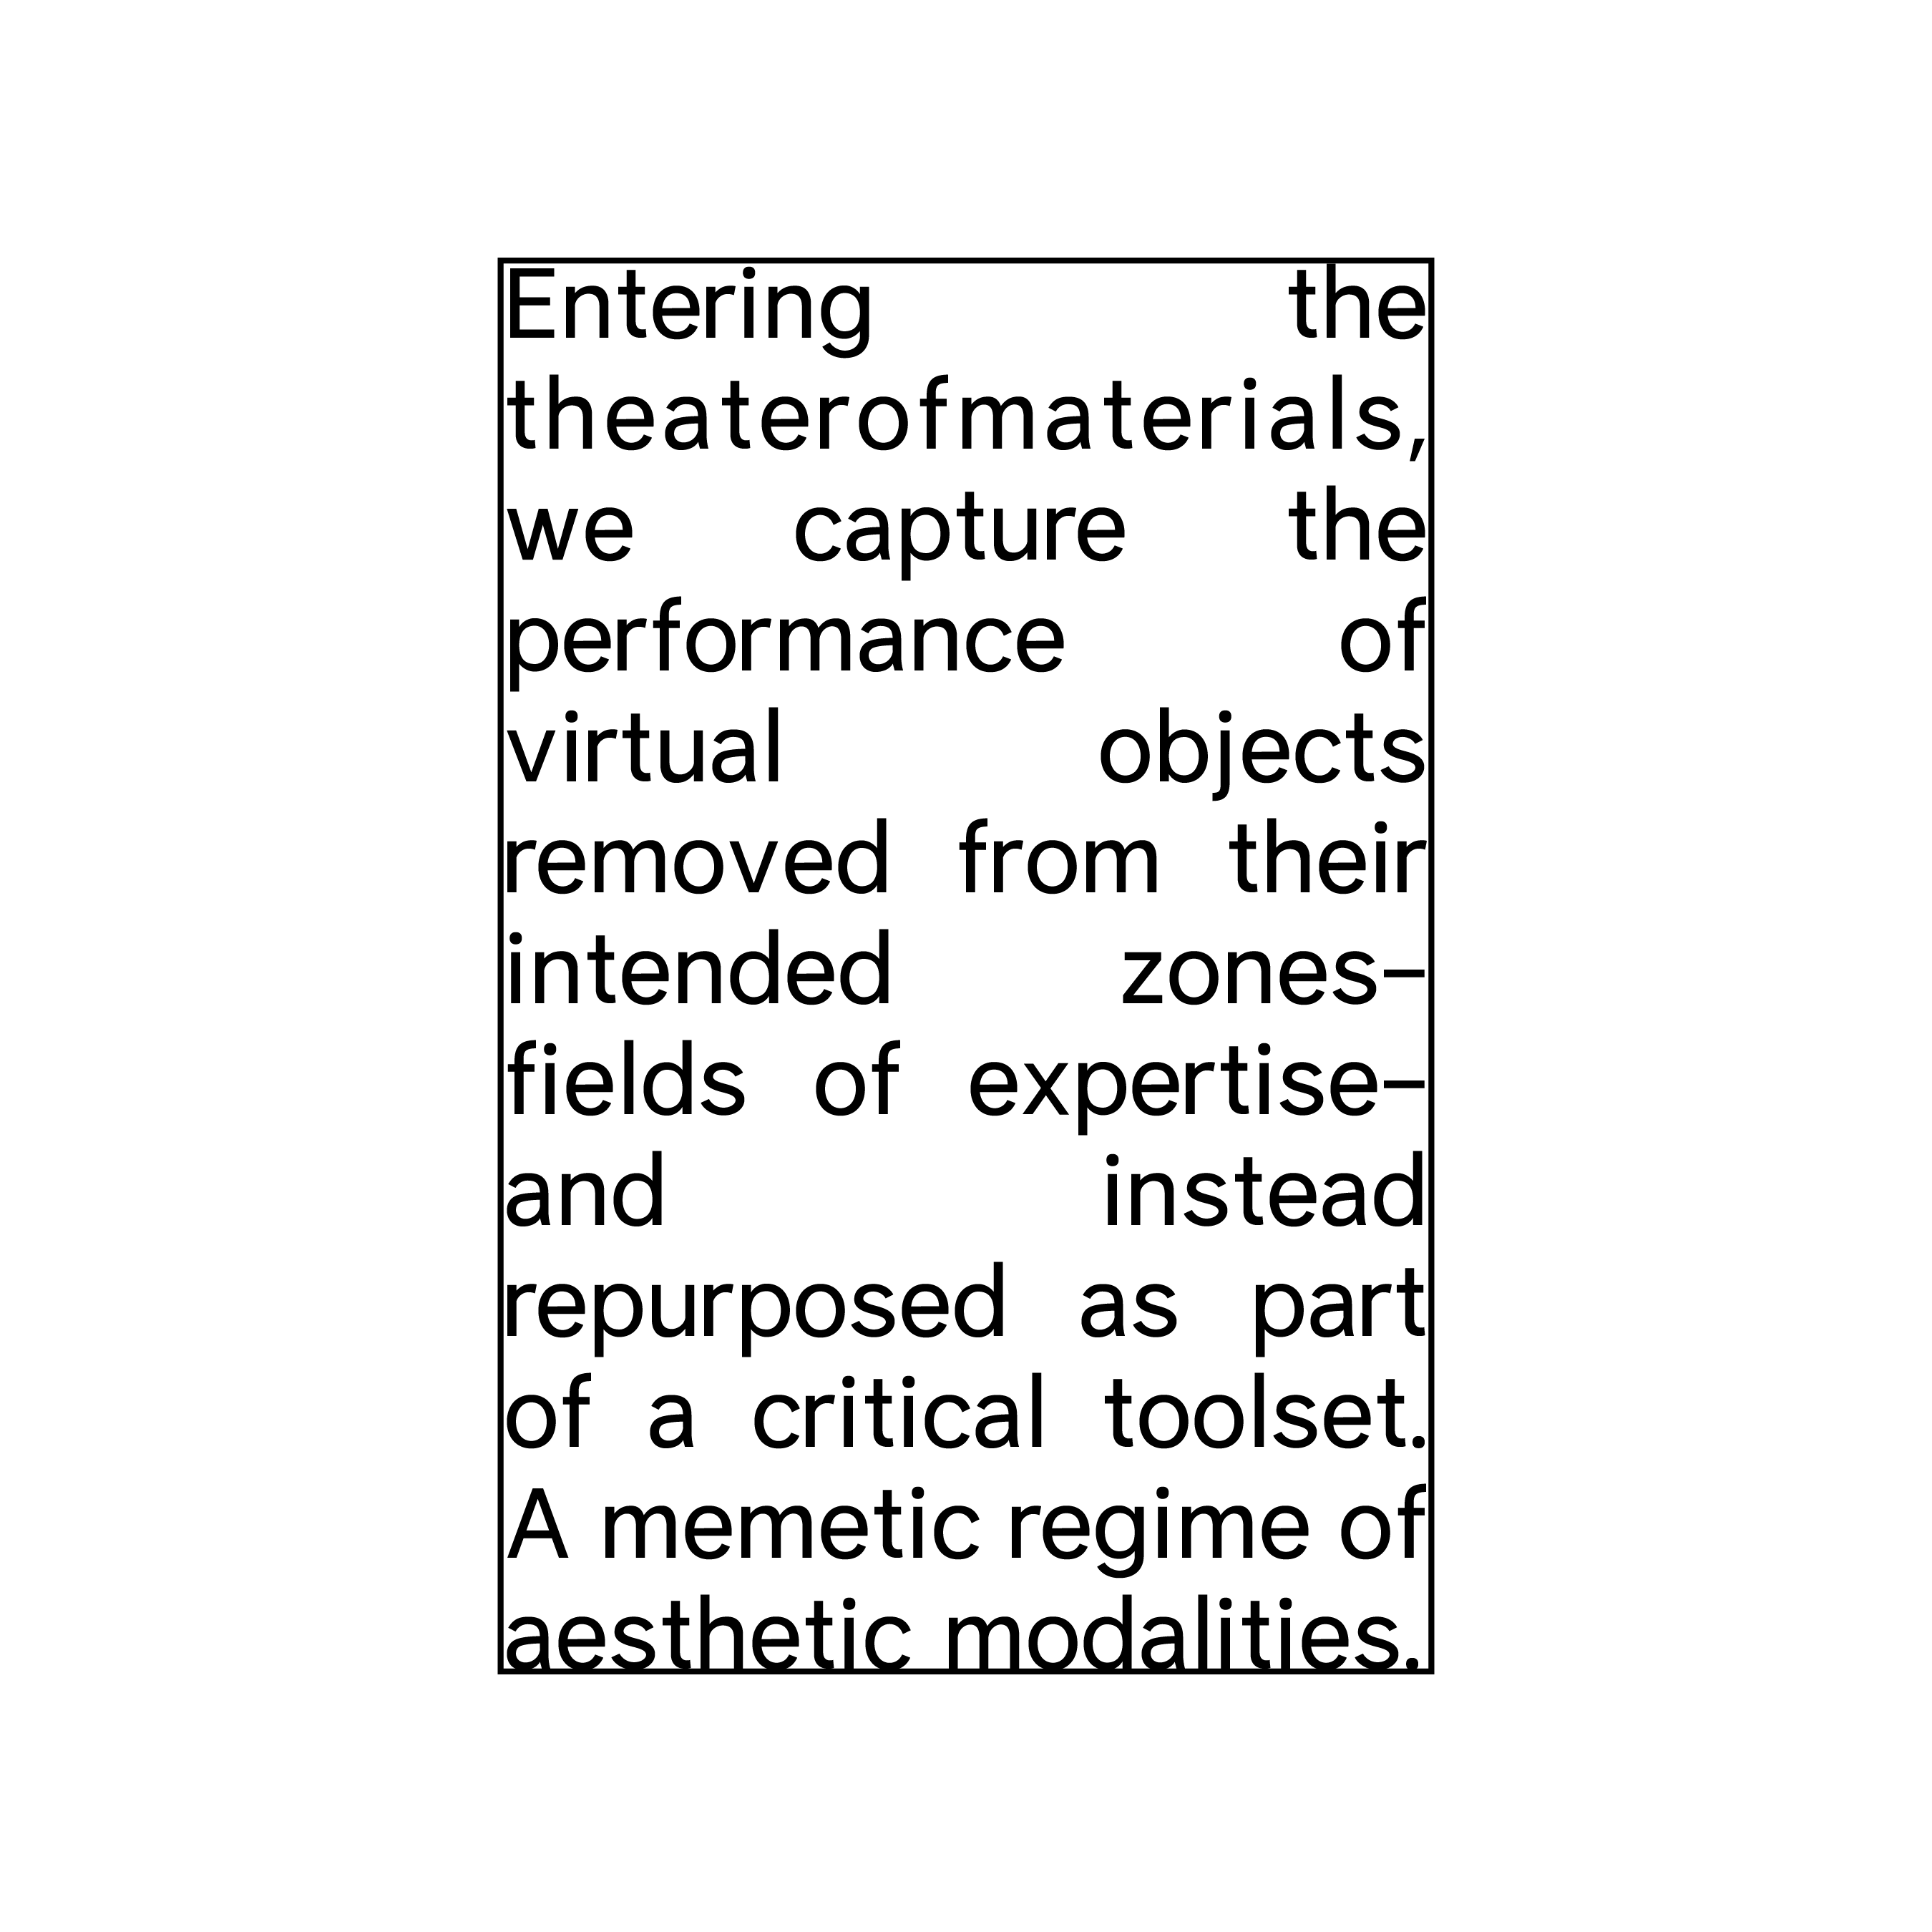 Entering the
theaterofmaterials,
we capture the
performance of
virtual objects
removed from their
intended zones–
fields of expertise–
and instead
repurposed as part
of a critical toolset.
A memetic regime of
aesthetic modalities.